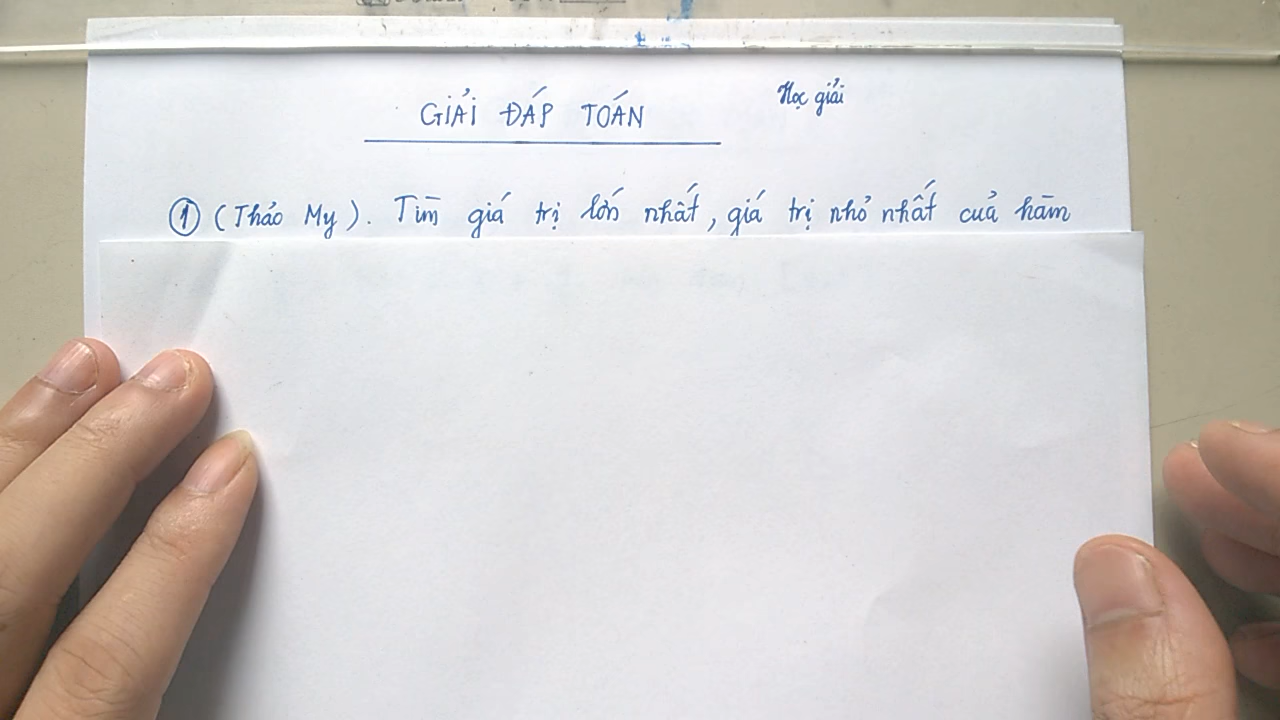 GIẢI ĐÁP TOÁN
Học giải
① (Thảo My). Tìm giá trị lớn nhất, giá trị nhỏ nhất của hàm